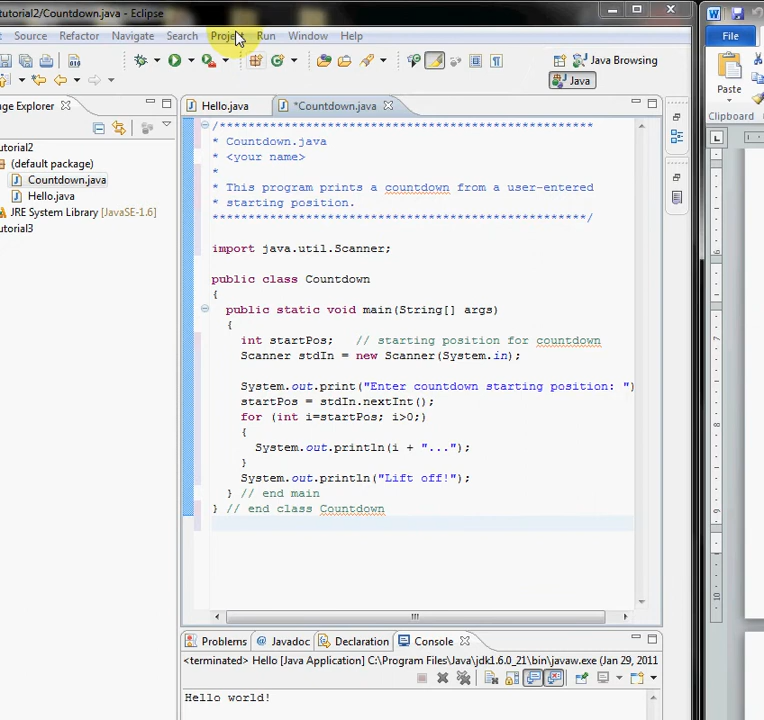 tutorial2/Countdown.java - Eclipse
Source Refactor Navigate Search Project Run Window Help
File
Java Browsing
Java
Paste
Clipboard
ge Explorer
Hello.java
*Countdown.java
utorial2
(default package)
Countdown.java
Hello.java
JRE System Library [JavaSE-1.6]
utorial3
/****************************************************
* Countdown.java
* <your name>
*
* This program prints a countdown from a user-entered
* starting position.
****************************************************/
import java.util.Scanner;
public class Countdown
{
public static void main(String[] args)
{
int startPos; // starting position for countdown
Scanner stdIn = new Scanner(System.in);
System.out.print("Enter countdown starting position: ")
startPos = stdIn.nextInt();
for (int i=startPos; i>0;)
{
System.out.println(i + "...");
}
System.out.println("Lift off!");
} // end main
} // end class Countdown
Problems Javadoc Declaration Console
<terminated> Hello [Java Application] C:\Program Files\Java\jdk1.6.0_21\bin\javaw.exe (Jan 29, 2011
Hello world!